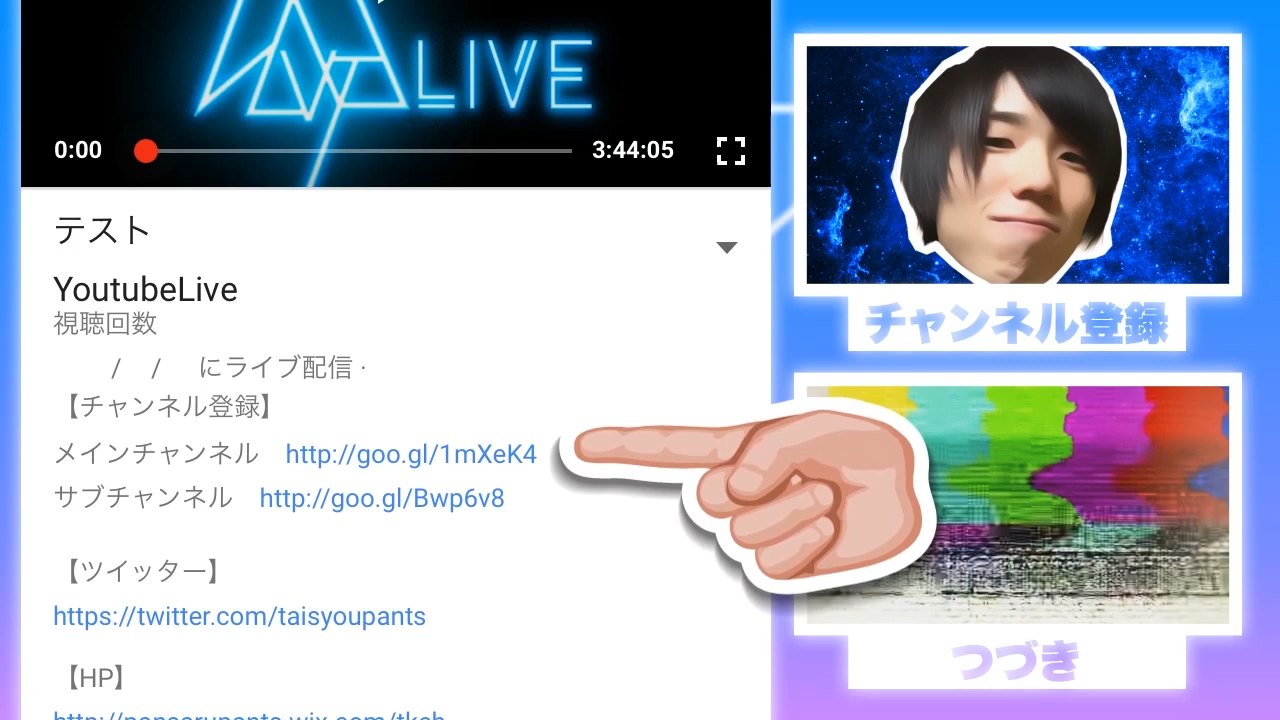 LIVE
0:00
3:44:05
テスト
YoutubeLive
視聴回数
/ / にライブ配信 ·
【チャンネル登録】
メインチャンネル http://goo.gl/1mXeK4
サブチャンネル http://goo.gl/Bwp6v8
【ツイッター】
https://twitter.com/taisyoupants
【HP】
チャンネル登録
つづき